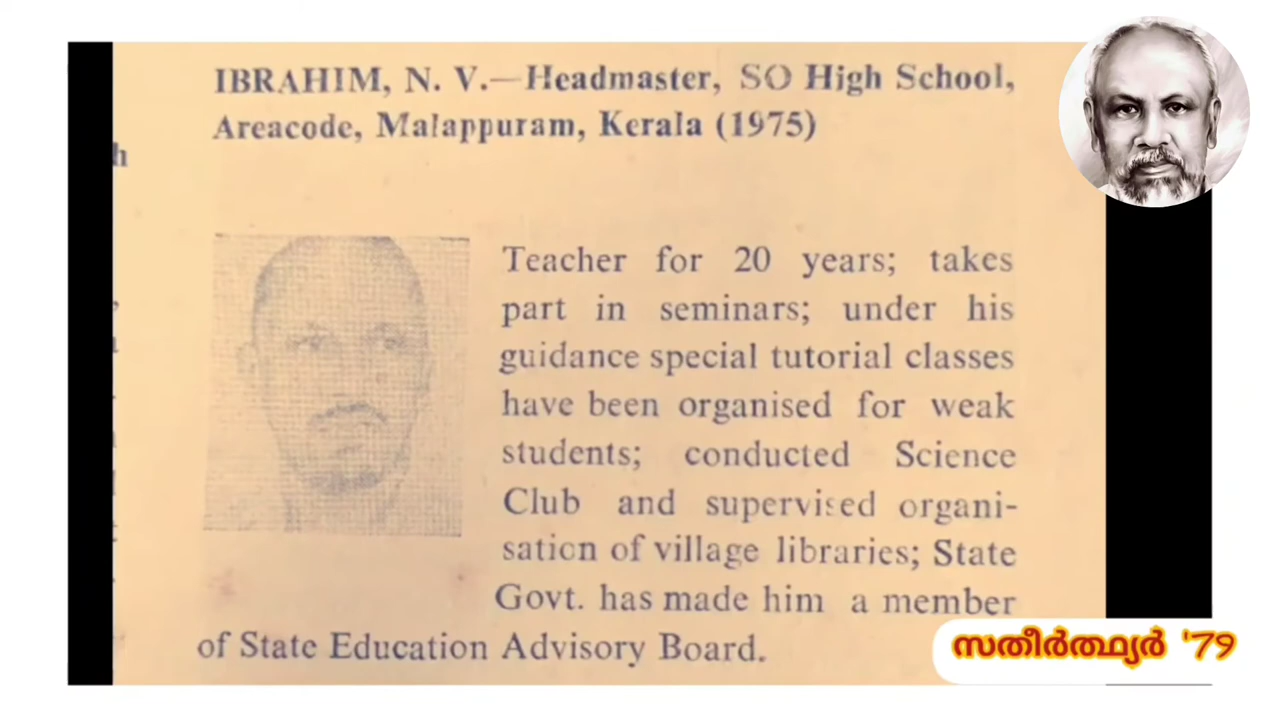 IBRAHIM, N. V.—Headmaster, SO High School,
Areacode, Malappuram, Kerala (1975)
h
Teacher for 20 years; takes
part in seminars; under his
guidance special tutorial classes
have been organised for weak
students; conducted Science
Club and supervised organi-
sation of village libraries; State
Govt. has made him a member
of State Education Advisory Board.
സതീർത്ഥ്യർ '79